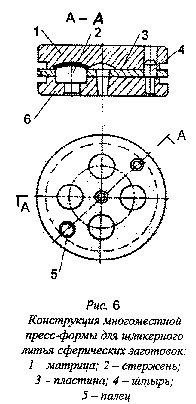 А – А
1 2 3
4
6
А
А
5
Рис. 6
Конструкция многоместной
пресс-формы для шликерного
литья сферических заготовок:
1 матрица; 2 – стержень;
3 – пластина; 4 – штырь;
5 – палец